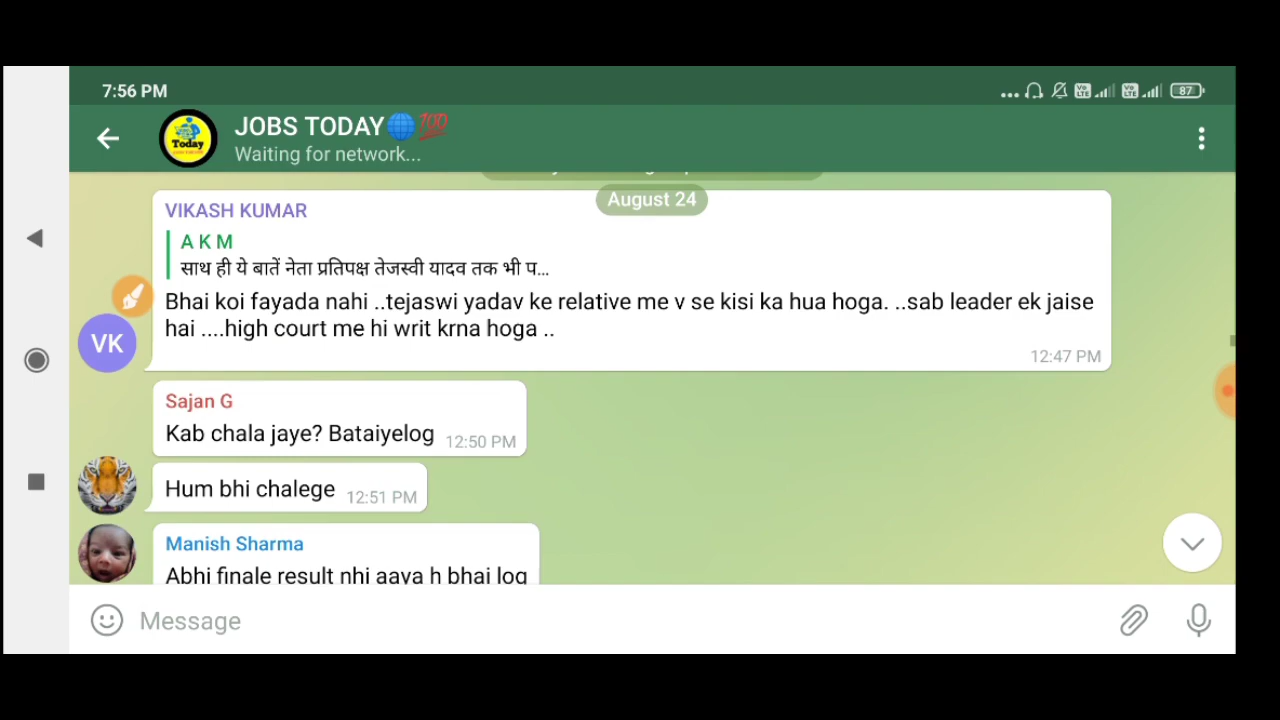 7:56 PM
87
JOBS TODAY🌐💯
Waiting for network...
Today
August 24
VIKASH KUMAR
A K M
साथ ही ये बातें नेता प्रतिपक्ष तेजस्वी यादव तक भी प...
Bhai koi fayada nahi ..tejaswi yadav ke relative me v se kisi ka hua hoga. ..sab leader ek jaise
hai ....high court me hi writ krna hoga ..
VK
12:47 PM
Sajan G
Kab chala jaye? Bataiyelog 12:50 PM
Hum bhi chalege 12:51 PM
Manish Sharma
Abhi finale result nhi aaya h bhai log
Message